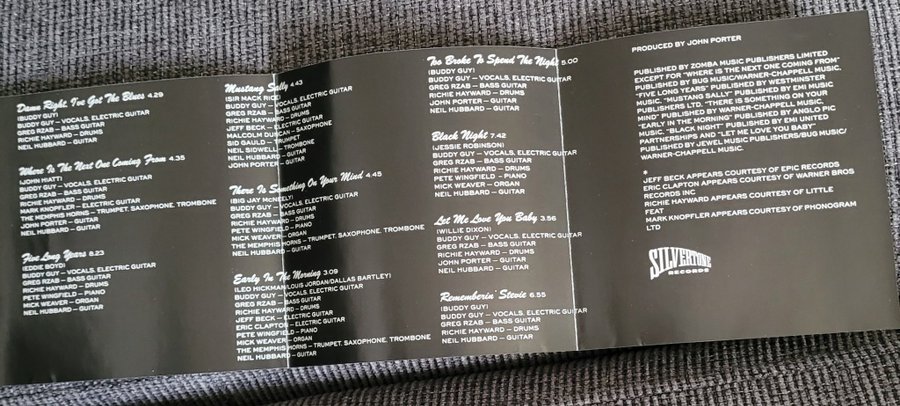 Damn Right, I've Got The Blues 4.29
(BUDDY GUY)
BUDDY GUY – VOCALS, ELECTRIC GUITAR
GREG RZAB – BASS GUITAR
RICHIE HAYWARD – DRUMS
NEIL HUBBARD – GUITAR
Where Is The Next One Coming From 4.35
(JOHN HIATT)
BUDDY GUY – VOCALS, ELECTRIC GUITAR
GREG RZAB – BASS GUITAR
RICHIE HAYWARD – DRUMS
MARK KNOPFLER – ELECTRIC GUITAR
THE MEMPHIS HORNS – TRUMPET, SAXOPHONE, TROMBONE
JOHN PORTER – GUITAR
NEIL HUBBARD – GUITAR
Five Long Years 8.23
(EDDIE BOYD)
BUDDY GUY – VOCALS, ELECTRIC GUITAR
GREG RZAB – BASS GUITAR
RICHIE HAYWARD – DRUMS
PETE WINGFIELD – PIANO
MICK WEAVER – ORGAN
NEIL HUBBARD – GUITAR
Mustang Sally 4.43
(SIR MACK RICE)
BUDDY GUY – VOCALS, ELECTRIC GUITAR
GREG RZAB – BASS GUITAR
RICHIE HAYWARD – DRUMS
JEFF BECK – ELECTRIC GUITAR
MALCOLM DUNCAN – SAXOPHONE
SID GAULD – TRUMPET
NEIL SIDWELL – TROMBONE
NEIL HUBBARD – GUITAR
JOHN PORTER – GUITAR
There Is Something On Your Mind 4.45
(BIG JAY McNEELY)
BUDDY GUY – VOCALS, ELECTRIC GUITAR
GREG RZAB – BASS GUITAR
RICHIE HAYWARD – DRUMS
PETE WINGFIELD – PIANO
MICK WEAVER – ORGAN
THE MEMPHIS HORNS – TRUMPET, SAXOPHONE, TROMBONE
NEIL HUBBARD – GUITAR
Early In The Morning 3.09
(LEO HICKMAN/LOUIS JORDAN/DALLAS BARTLEY)
BUDDY GUY – VOCALS, ELECTRIC GUITAR
GREG RZAB – BASS GUITAR
RICHIE HAYWARD – DRUMS
JEFF BECK – ELECTRIC GUITAR
ERIC CLAPTON – ELECTRIC GUITAR
PETE WINGFIELD – PIANO
MICK WEAVER – ORGAN
THE MEMPHIS HORNS – TRUMPET, SAXOPHONE, TROMBONE
NEIL HUBBARD – GUITAR
Too Broke To Spend The Night 5.00
(BUDDY GUY)
BUDDY GUY – VOCALS, ELECTRIC GUITAR
GREG RZAB – BASS GUITAR
RICHIE HAYWARD – DRUMS
JOHN PORTER – GUITAR
NEIL HUBBARD – GUITAR
Black Night 7.42
(JESSIE ROBINSON)
BUDDY GUY – VOCALS, ELECTRIC GUITAR
GREG RZAB – BASS GUITAR
RICHIE HAYWARD – DRUMS
PETE WINGFIELD – PIANO
MICK WEAVER – ORGAN
NEIL HUBBARD – GUITAR
Let Me Love You Baby 3.56
(WILLIE DIXON)
BUDDY GUY – VOCALS, ELECTRIC GUITAR
GREG RZAB – BASS GUITAR
RICHIE HAYWARD – DRUMS
JOHN PORTER – GUITAR
NEIL HUBBARD – GUITAR
Rememberin' Stevie 6.55
(BUDDY GUY)
BUDDY GUY – VOCALS, ELECTRIC GUITAR
GREG RZAB – BASS GUITAR
RICHIE HAYWARD – DRUMS
PETE WINGFIELD – PIANO
NEIL HUBBARD – GUITAR
PRODUCED BY JOHN PORTER
PUBLISHED BY ZOMBA MUSIC PUBLISHERS LIMITED
EXCEPT FOR "WHERE IS THE NEXT ONE COMING FROM"
PUBLISHED BY BUG MUSIC/WARNER-CHAPPELL MUSIC.
"FIVE LONG YEARS" PUBLISHED BY WESTMINSTER
MUSIC. "MUSTANG SALLY" PUBLISHED BY EMI MUSIC
PUBLISHERS LTD. "THERE IS SOMETHING ON YOUR
MIND" PUBLISHED BY WARNER-CHAPPELL MUSIC.
"EARLY IN THE MORNING" PUBLISHED BY ANGLO PIC
MUSIC. "BLACK NIGHT" PUBLISHED BY EMI UNITED
PARTNERSHIPS AND "LET ME LOVE YOU BABY"
PUBLISHED BY JEWEL MUSIC PUBLISHERS/BUG MUSIC/
WARNER-CHAPPELL MUSIC.
*
JEFF BECK APPEARS COURTESY OF EPIC RECORDS
ERIC CLAPTON APPEARS COURTESY OF WARNER BROS
RECORDS INC
RICHIE HAYWARD APPEARS COURTESY OF LITTLE
FEAT
MARK KNOPFLER APPEARS COURTESY OF PHONOGRAM
LTD
SILVERTONE
RECORDS